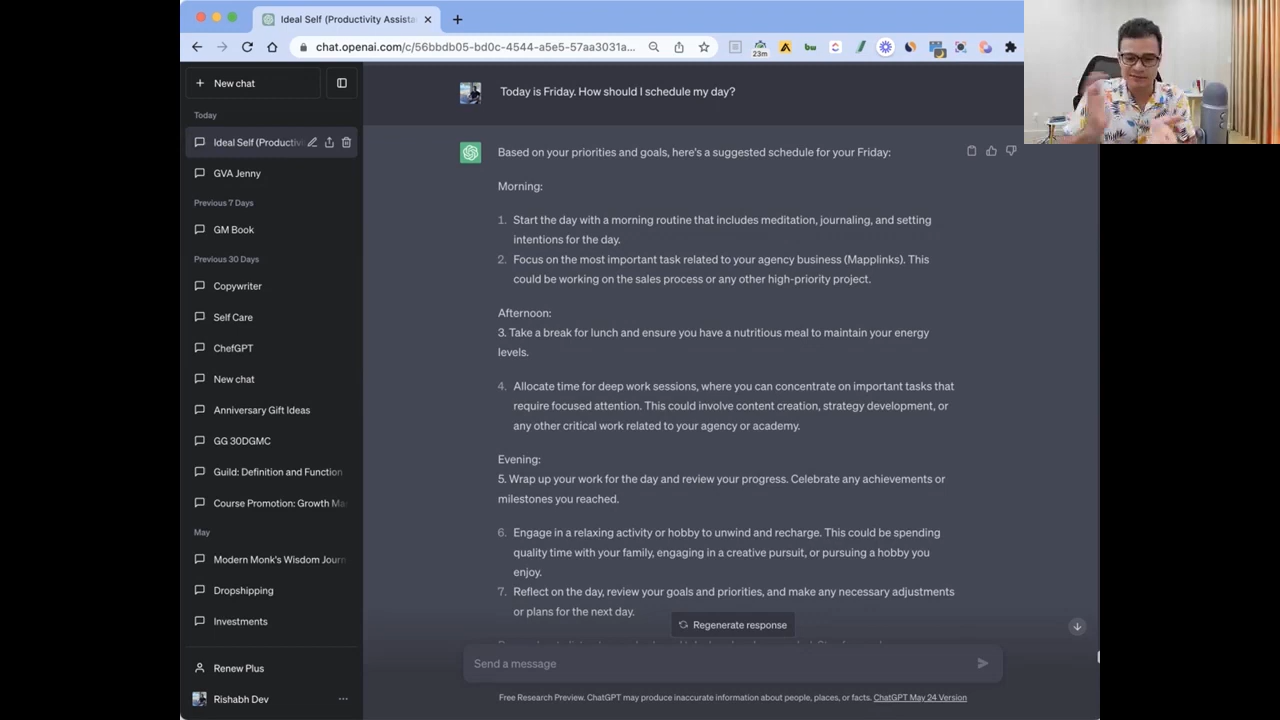 Ideal Self (Productivity Assista
chat.openai.com/c/56bbdb05-bd0c-4544-a5e5-57aa3031a...
23m
New chat
Today
Ideal Self (Productivi
GVA Jenny
Previous 7 Days
GM Book
Previous 30 Days
Copywriter
Self Care
ChefGPT
New chat
Anniversary Gift Ideas
GG 30DGMC
Guild: Definition and Function
Course Promotion: Growth Ma
May
Modern Monk's Wisdom Journ
Dropshipping
Investments
Renew Plus
Rishabh Dev
Today is Friday. How should I schedule my day?
Based on your priorities and goals, here's a suggested schedule for your Friday:
Morning:
1. Start the day with a morning routine that includes meditation, journaling, and setting
intentions for the day.
2. Focus on the most important task related to your agency business (Mapplinks). This
could be working on the sales process or any other high-priority project.
Afternoon:
3. Take a break for lunch and ensure you have a nutritious meal to maintain your energy
levels.
4. Allocate time for deep work sessions, where you can concentrate on important tasks that
require focused attention. This could involve content creation, strategy development, or
any other critical work related to your agency or academy.
Evening:
5. Wrap up your work for the day and review your progress. Celebrate any achievements or
milestones you reached.
6. Engage in a relaxing activity or hobby to unwind and recharge. This could be spending
quality time with your family, engaging in a creative pursuit, or pursuing a hobby you
enjoy.
7. Reflect on the day, review your goals and priorities, and make any necessary adjustments
or plans for the next day.
Regenerate response
Send a message
Free Research Preview. ChatGPT may produce inaccurate information about people, places, or facts. ChatGPT May 24 Version